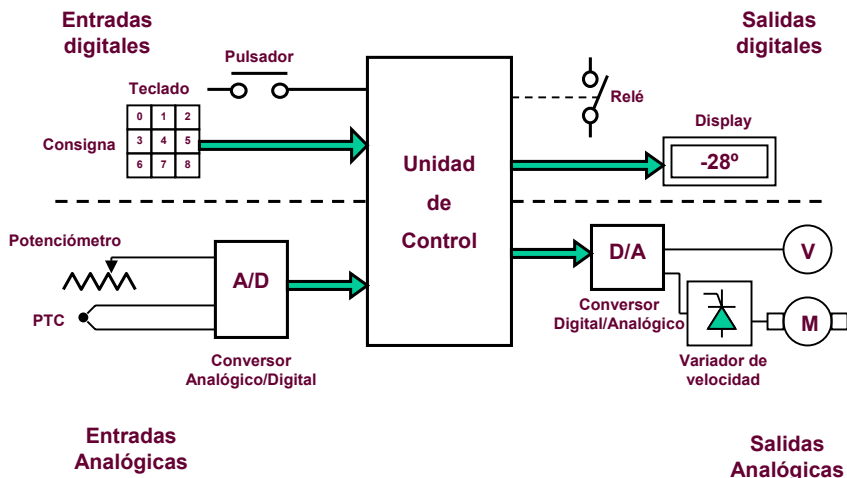 Entradas
digitales
Pulsador
Teclado
0 1 2
3 4 5
6 7 8
Consigna
Unidad
de
Control
Salidas
digitales
Relé
Display
-28º
Potenciómetro
PTC
A/D
Conversor
Analógico/Digital
D/A
Conversor
Digital/Analógico
V
M
Variador de
velocidad
Entradas
Analógicas
Salidas
Analógicas